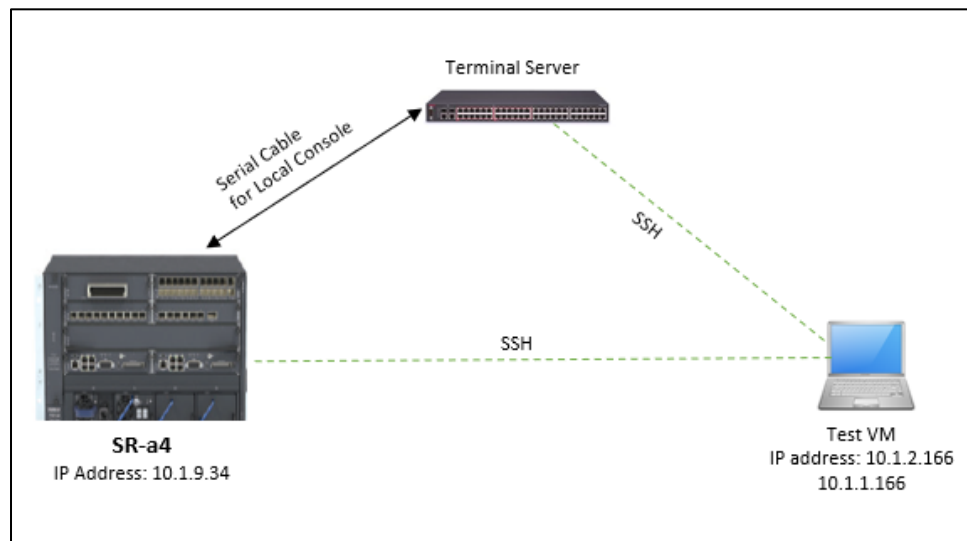 Terminal Server
Serial Cable
for Local Console
SSH
SSH
SR-a4
IP Address: 10.1.9.34
Test VM
IP address: 10.1.2.166
10.1.1.166